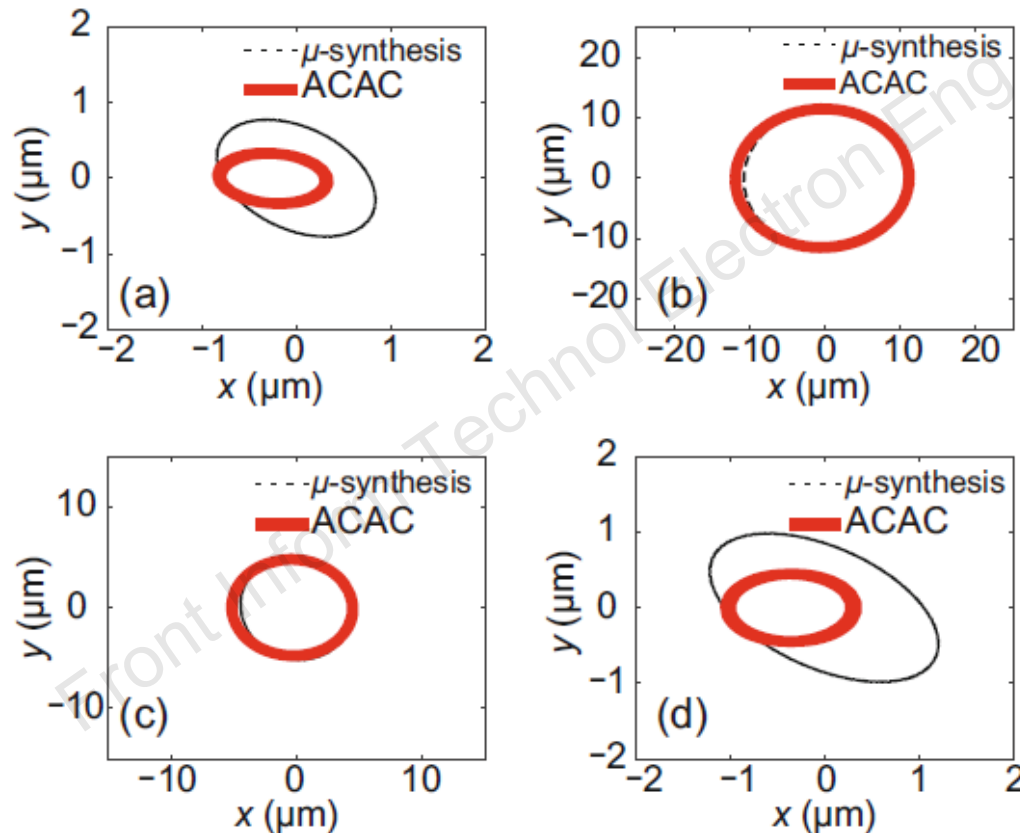 2
1
0
−1
−2
y (µm)
μ-synthesis
ACAC
(a)
−2
−1
0
1
2
x (µm)
20
10
0
−10
−20
y (µm)
μ-synthesis
ACAC
(b)
−20
−10
0
10
20
x (µm)
10
0
−10
y (µm)
μ-synthesis
ACAC
(c)
−10
0
10
x (µm)
2
1
0
−1
−2
y (µm)
μ-synthesis
ACAC
(d)
−2
−1
0
1
2
x (µm)
Front Inform Technol Electron Eng